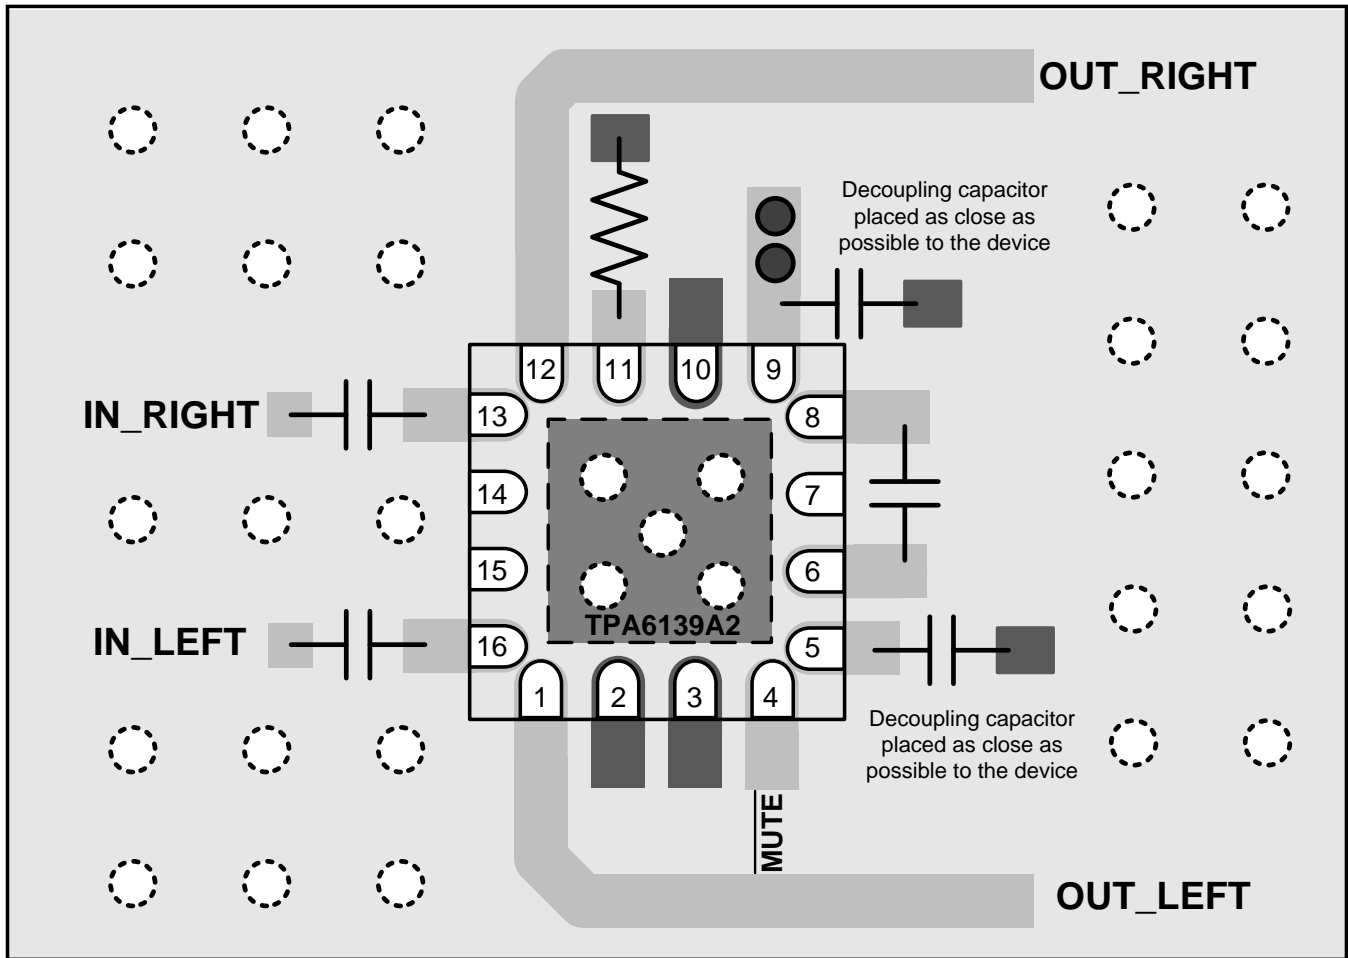 OUT_RIGHT
Decoupling capacitor
placed as close as
possible to the device
12
11
10
9
IN_RIGHT
13
8
14
7
15
6
IN_LEFT
16
5
TPA6139A2
1
2
3
4
Decoupling capacitor
placed as close as
possible to the device
MUTE
OUT_LEFT